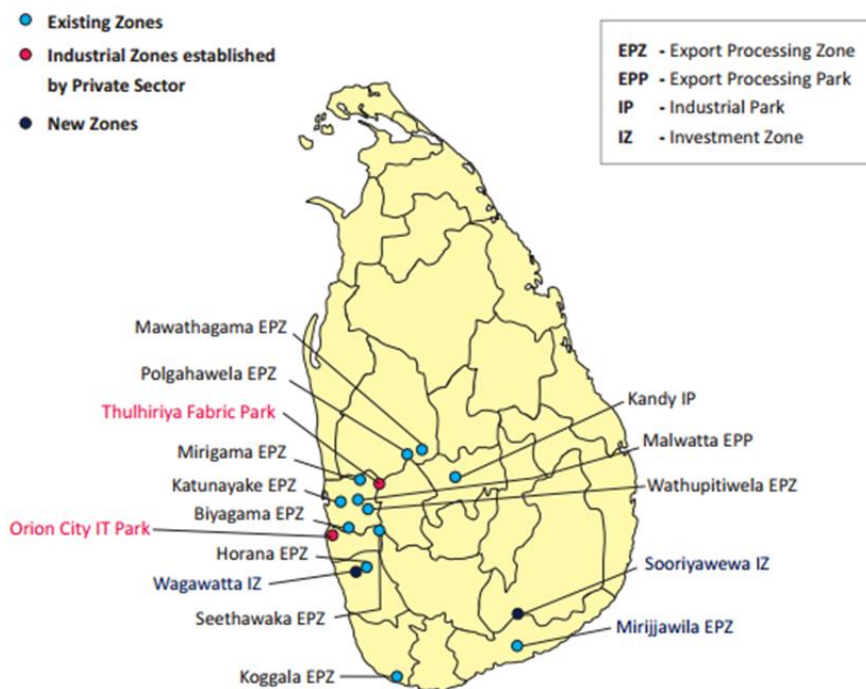 Existing Zones
Industrial Zones established
by Private Sector
New Zones
EPZ - Export Processing Zone
EPP - Export Processing Park
IP - Industrial Park
IZ - Investment Zone
Mawathagama EPZ
Polgahawela EPZ
Thulhiriya Fabric Park
Mirigama EPZ
Katunayake EPZ
Biyagama EPZ
Orion City IT Park
Horana EPZ
Wagawatta IZ
Seethawaka EPZ
Koggala EPZ
Kandy IP
Malwatta EPP
Wathupitiwela EPZ
Sooriyawewa IZ
Mirijjawila EPZ